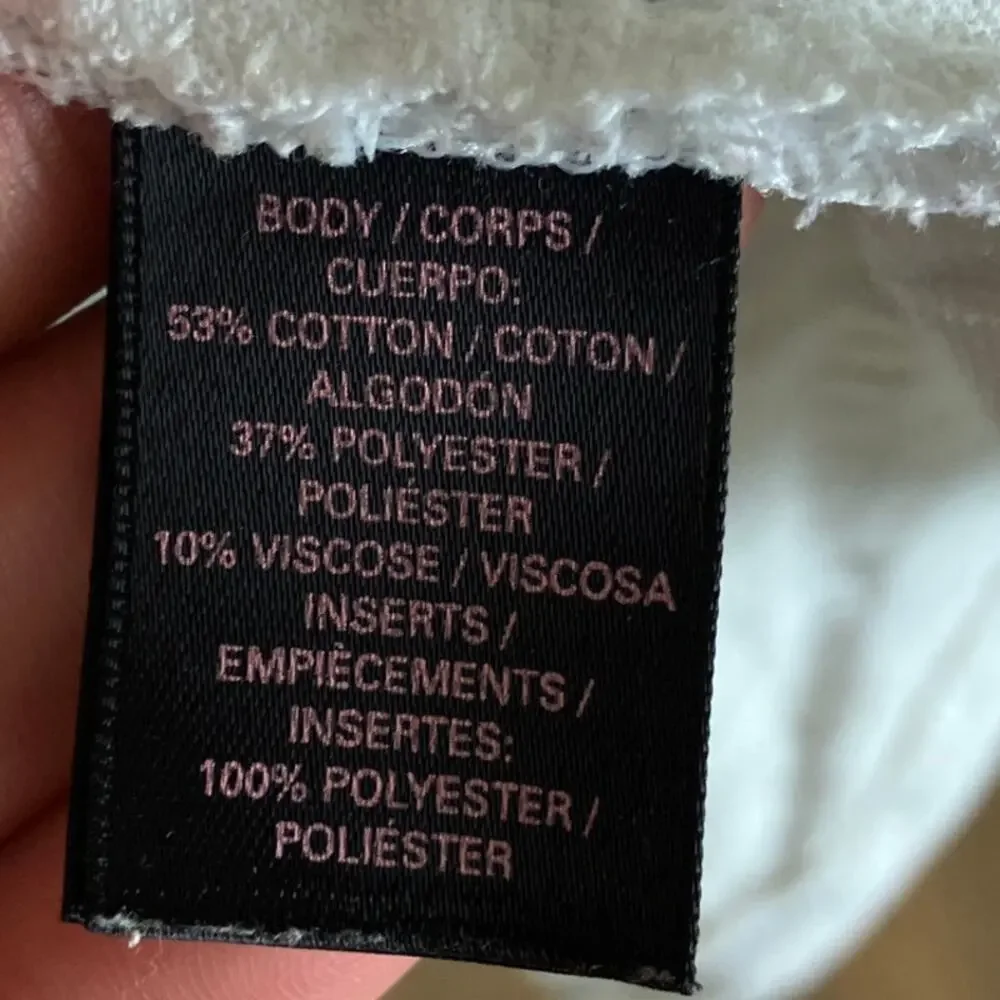 BODY / CORPS /
CUERPO:
53% COTTON / COTON /
ALGODÓN
37% POLYESTER /
POLIÉSTER
10% VISCOSE / VISCOSA
INSERTS /
EMPIÈCEMENTS /
INSERTES:
100% POLYESTER /
POLIÉSTER